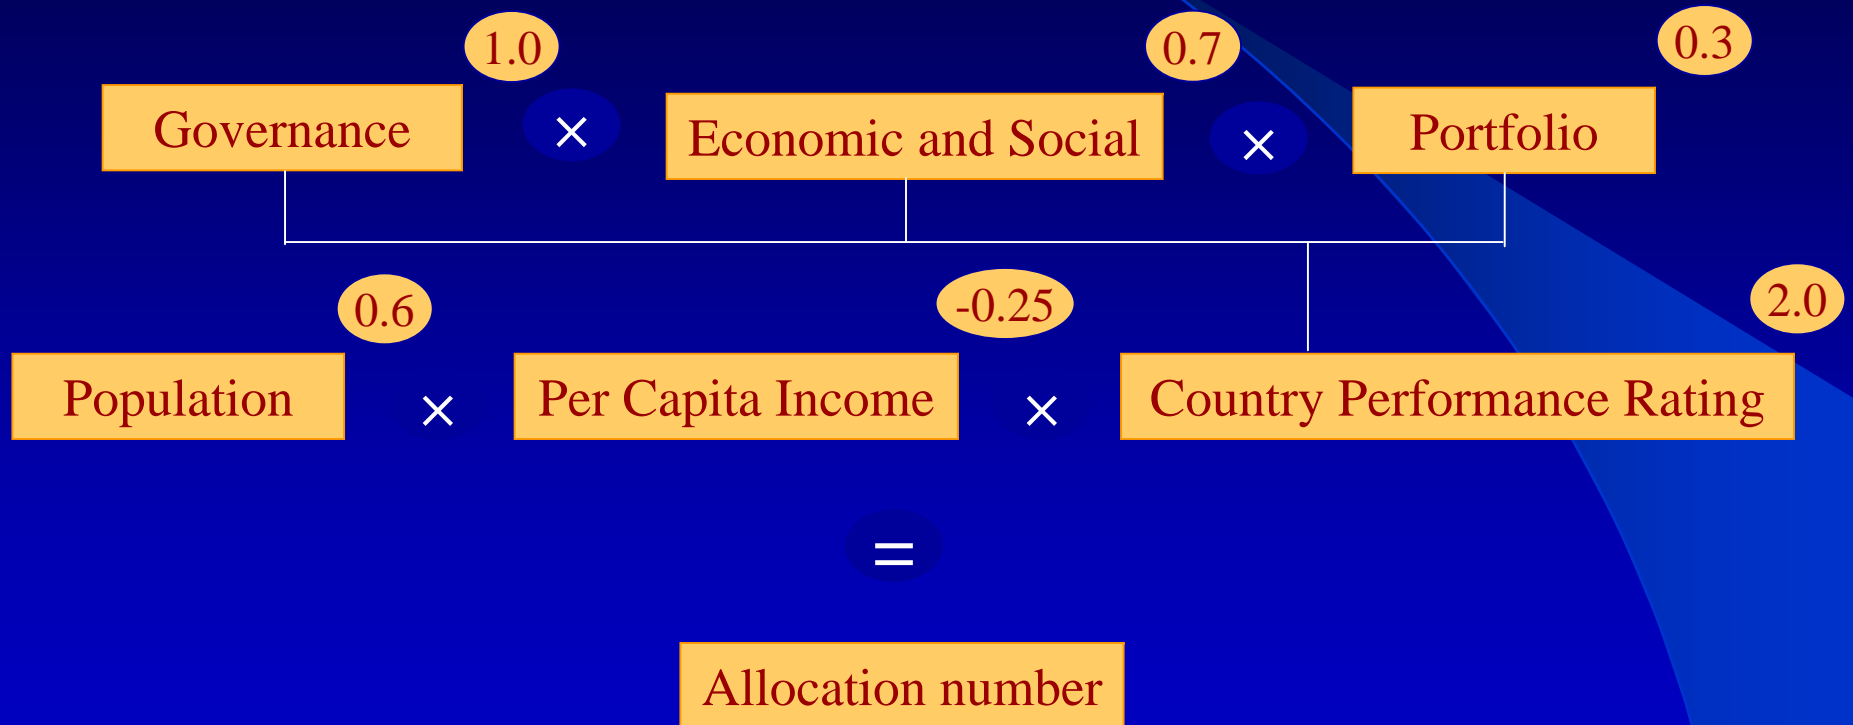 1.0 0.7 0.3
Governance × Economic and Social × Portfolio
0.6 -0.25 2.0
Population × Per Capita Income × Country Performance Rating
=
Allocation number